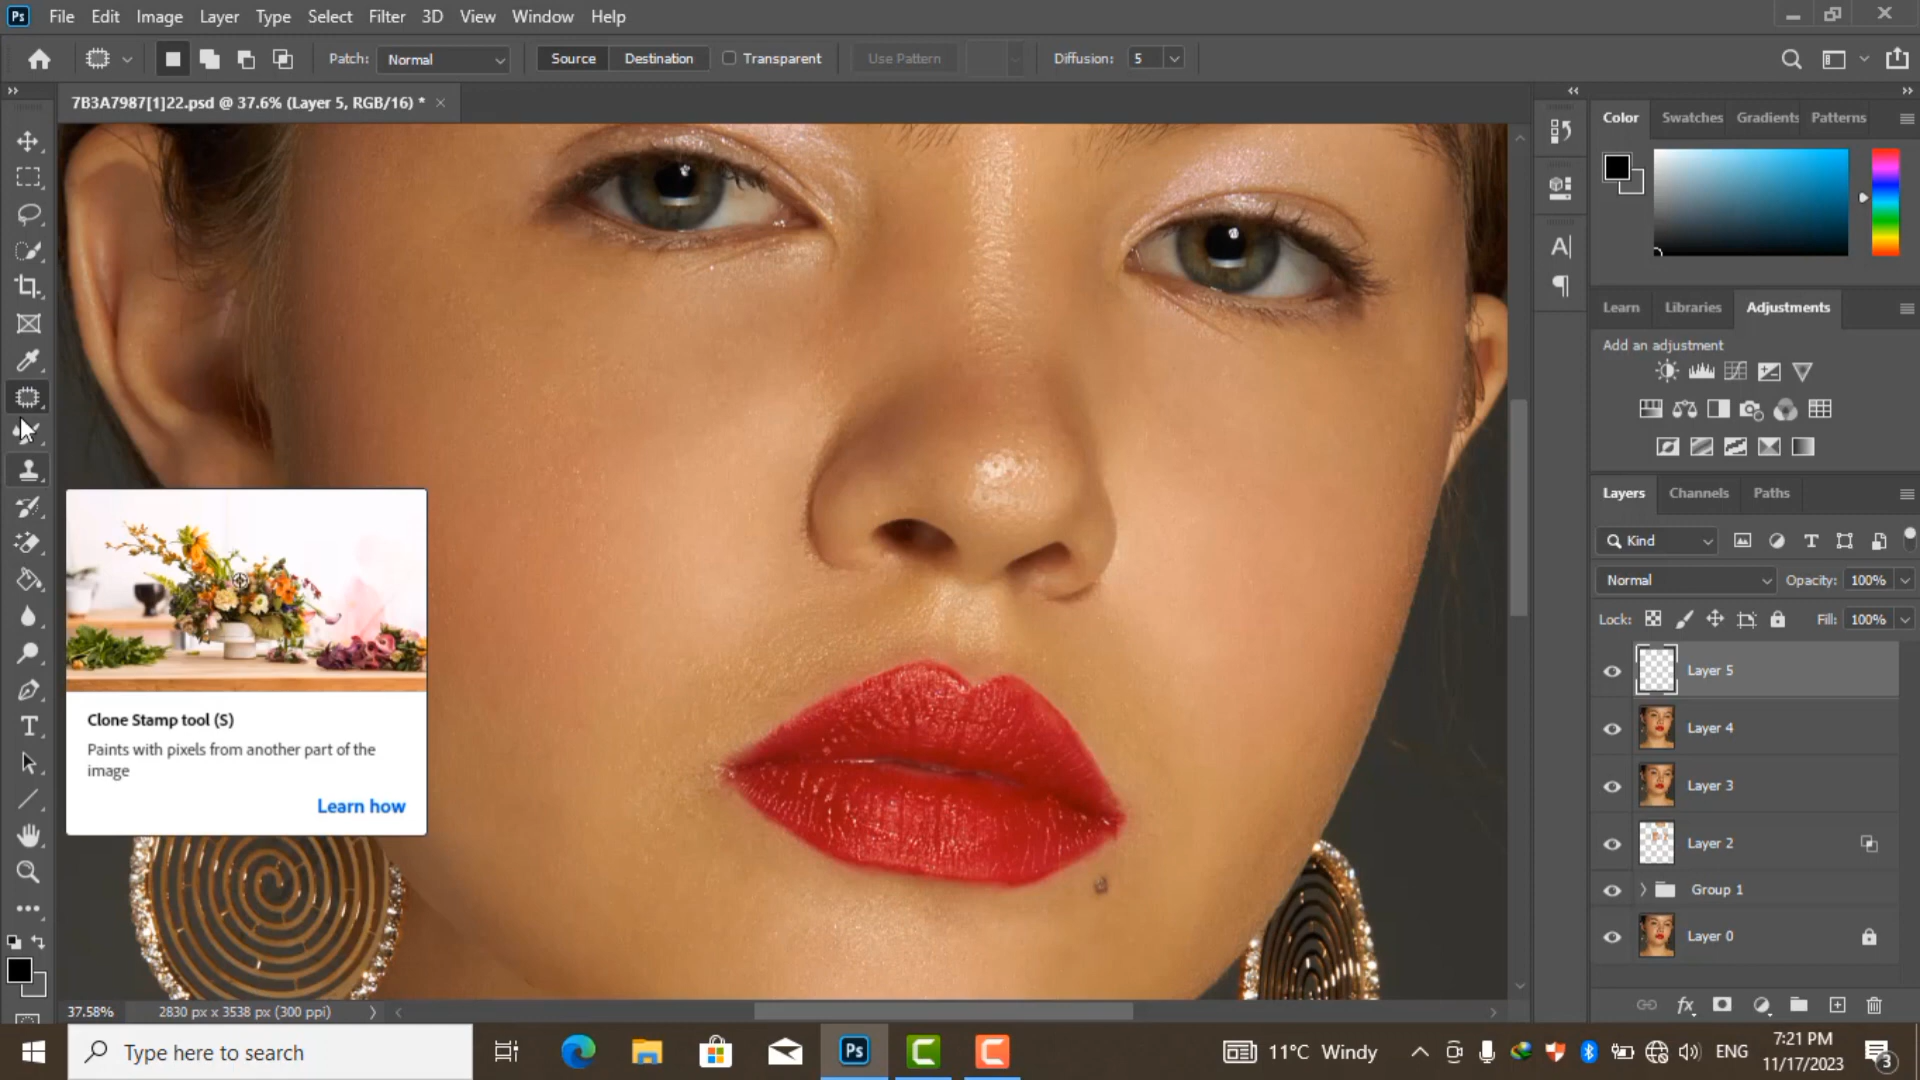 Ps File Edit Image Layer Type Select Filter 3D View Window Help
Patch: Normal Source Destination Transparent Use Pattern Diffusion: 5
7B3A7987[1]22.psd @ 37.6% (Layer 5, RGB/16) *
Color Swatches Gradients Patterns
Learn Libraries Adjustments
Add an adjustment
Layers Channels Paths
Kind
Normal Opacity: 100%
Lock: Fill: 100%
Layer 5
Layer 4
Layer 3
Layer 2
Group 1
Layer 0
Clone Stamp tool (S)
Paints with pixels from another part of the
image
Learn how
37.58% 2830 px x 3538 px (300 ppi)
Type here to search
Ps
11°C Windy
ENG
7:21 PM
11/17/2023
3